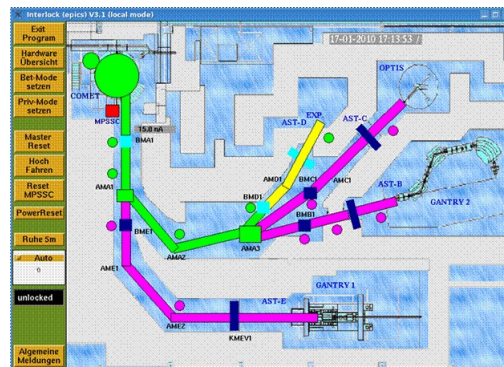 Interlock (epics) V3.1 (local mode)
Exit
Program
Hardware
Übersicht
Bet-Mode
setzen
Priv-Mode
setzen
Master
Reset
Hoch
Fahren
Reset
MPSSC
PowerReset
Ruhe Sm
Auto
unlocked
Algemeine
Meldungen
17-01-2010 17:13:53 /
COMET
MPSSC
15.8 nA
BMA1
AMA1
BME1
AME1
AMA2
AME2
BMD1
AMA3
AMD1
AST-D
EXP.
AST-C
OPTIS
BMC1
AMC1
BMB1
AST-B
GANTRY 2
AST-E
GANTRY 1
KMEV1